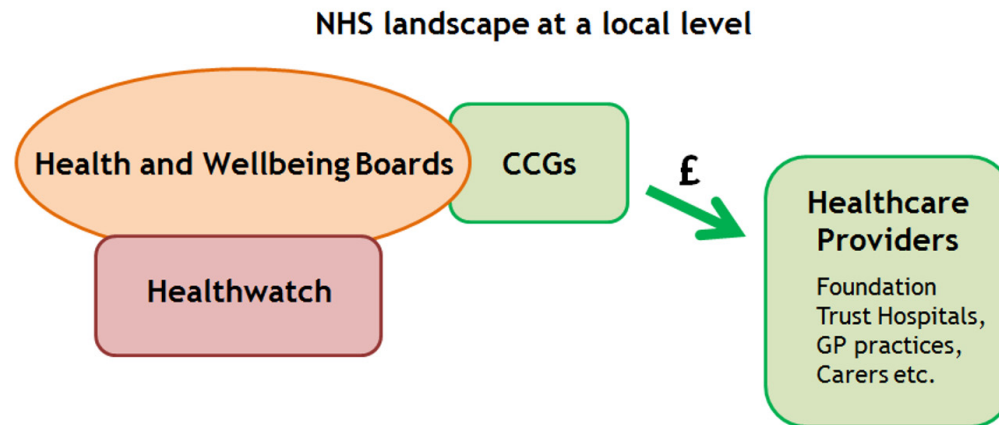 NHS landscape at a local level
Health and Wellbeing Boards
CCGs
£
Healthcare
Providers
Foundation
Trust Hospitals,
GP practices,
Carers etc.
Healthwatch